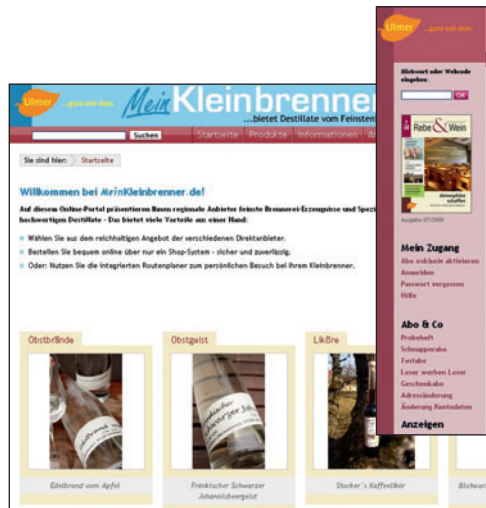 Ulmer
...ganz nah dran.
MeinKleinbrenner
...bietet Destillate vom Feinsten
Suchen
Startseite Produkte Informationen
Sie sind hier: Startseite
Willkommen bei MeinKleinbrenner.de!
Auf diesem Online-Portal präsentieren Ihnen regionale Anbieter feinste Brennerei-Erzeugnisse und
hochwertigen Destillate - Das bietet viele Vorteile aus einer Hand:
Wählen Sie aus dem reichhaltigen Angebot der verschiedenen Direktanbieter.
Bestellen Sie bequem online über nur ein Shop-System - sicher und zuverlässig.
Oder: Nutzen Sie die integrierten Routenplaner zum persönlichen Besuch bei Ihrem Kleinbrenner.
Obstbrände
Edelbrand vom Apfel
Obstgeist
Fränkischer Schwarzer
Johannisbeergeist
Liköre
Stocker's Kaffeelikör
Ulmer
...ganz nah dran.
Stichwort oder Webcode
eingeben:
OK
Rebe & Wein
Atmosphäre
schaffen
Ausgabe 07/2009
Mein Zugang
Abo exklusiv aktivieren
Anmelden
Passwort vergessen
Hilfe
Abo & Co
Probeheft
Schnupperabo
Festabo
Leser werben Leser
Geschenkabo
Adressänderung
Änderung Kontodaten
Anzeigen